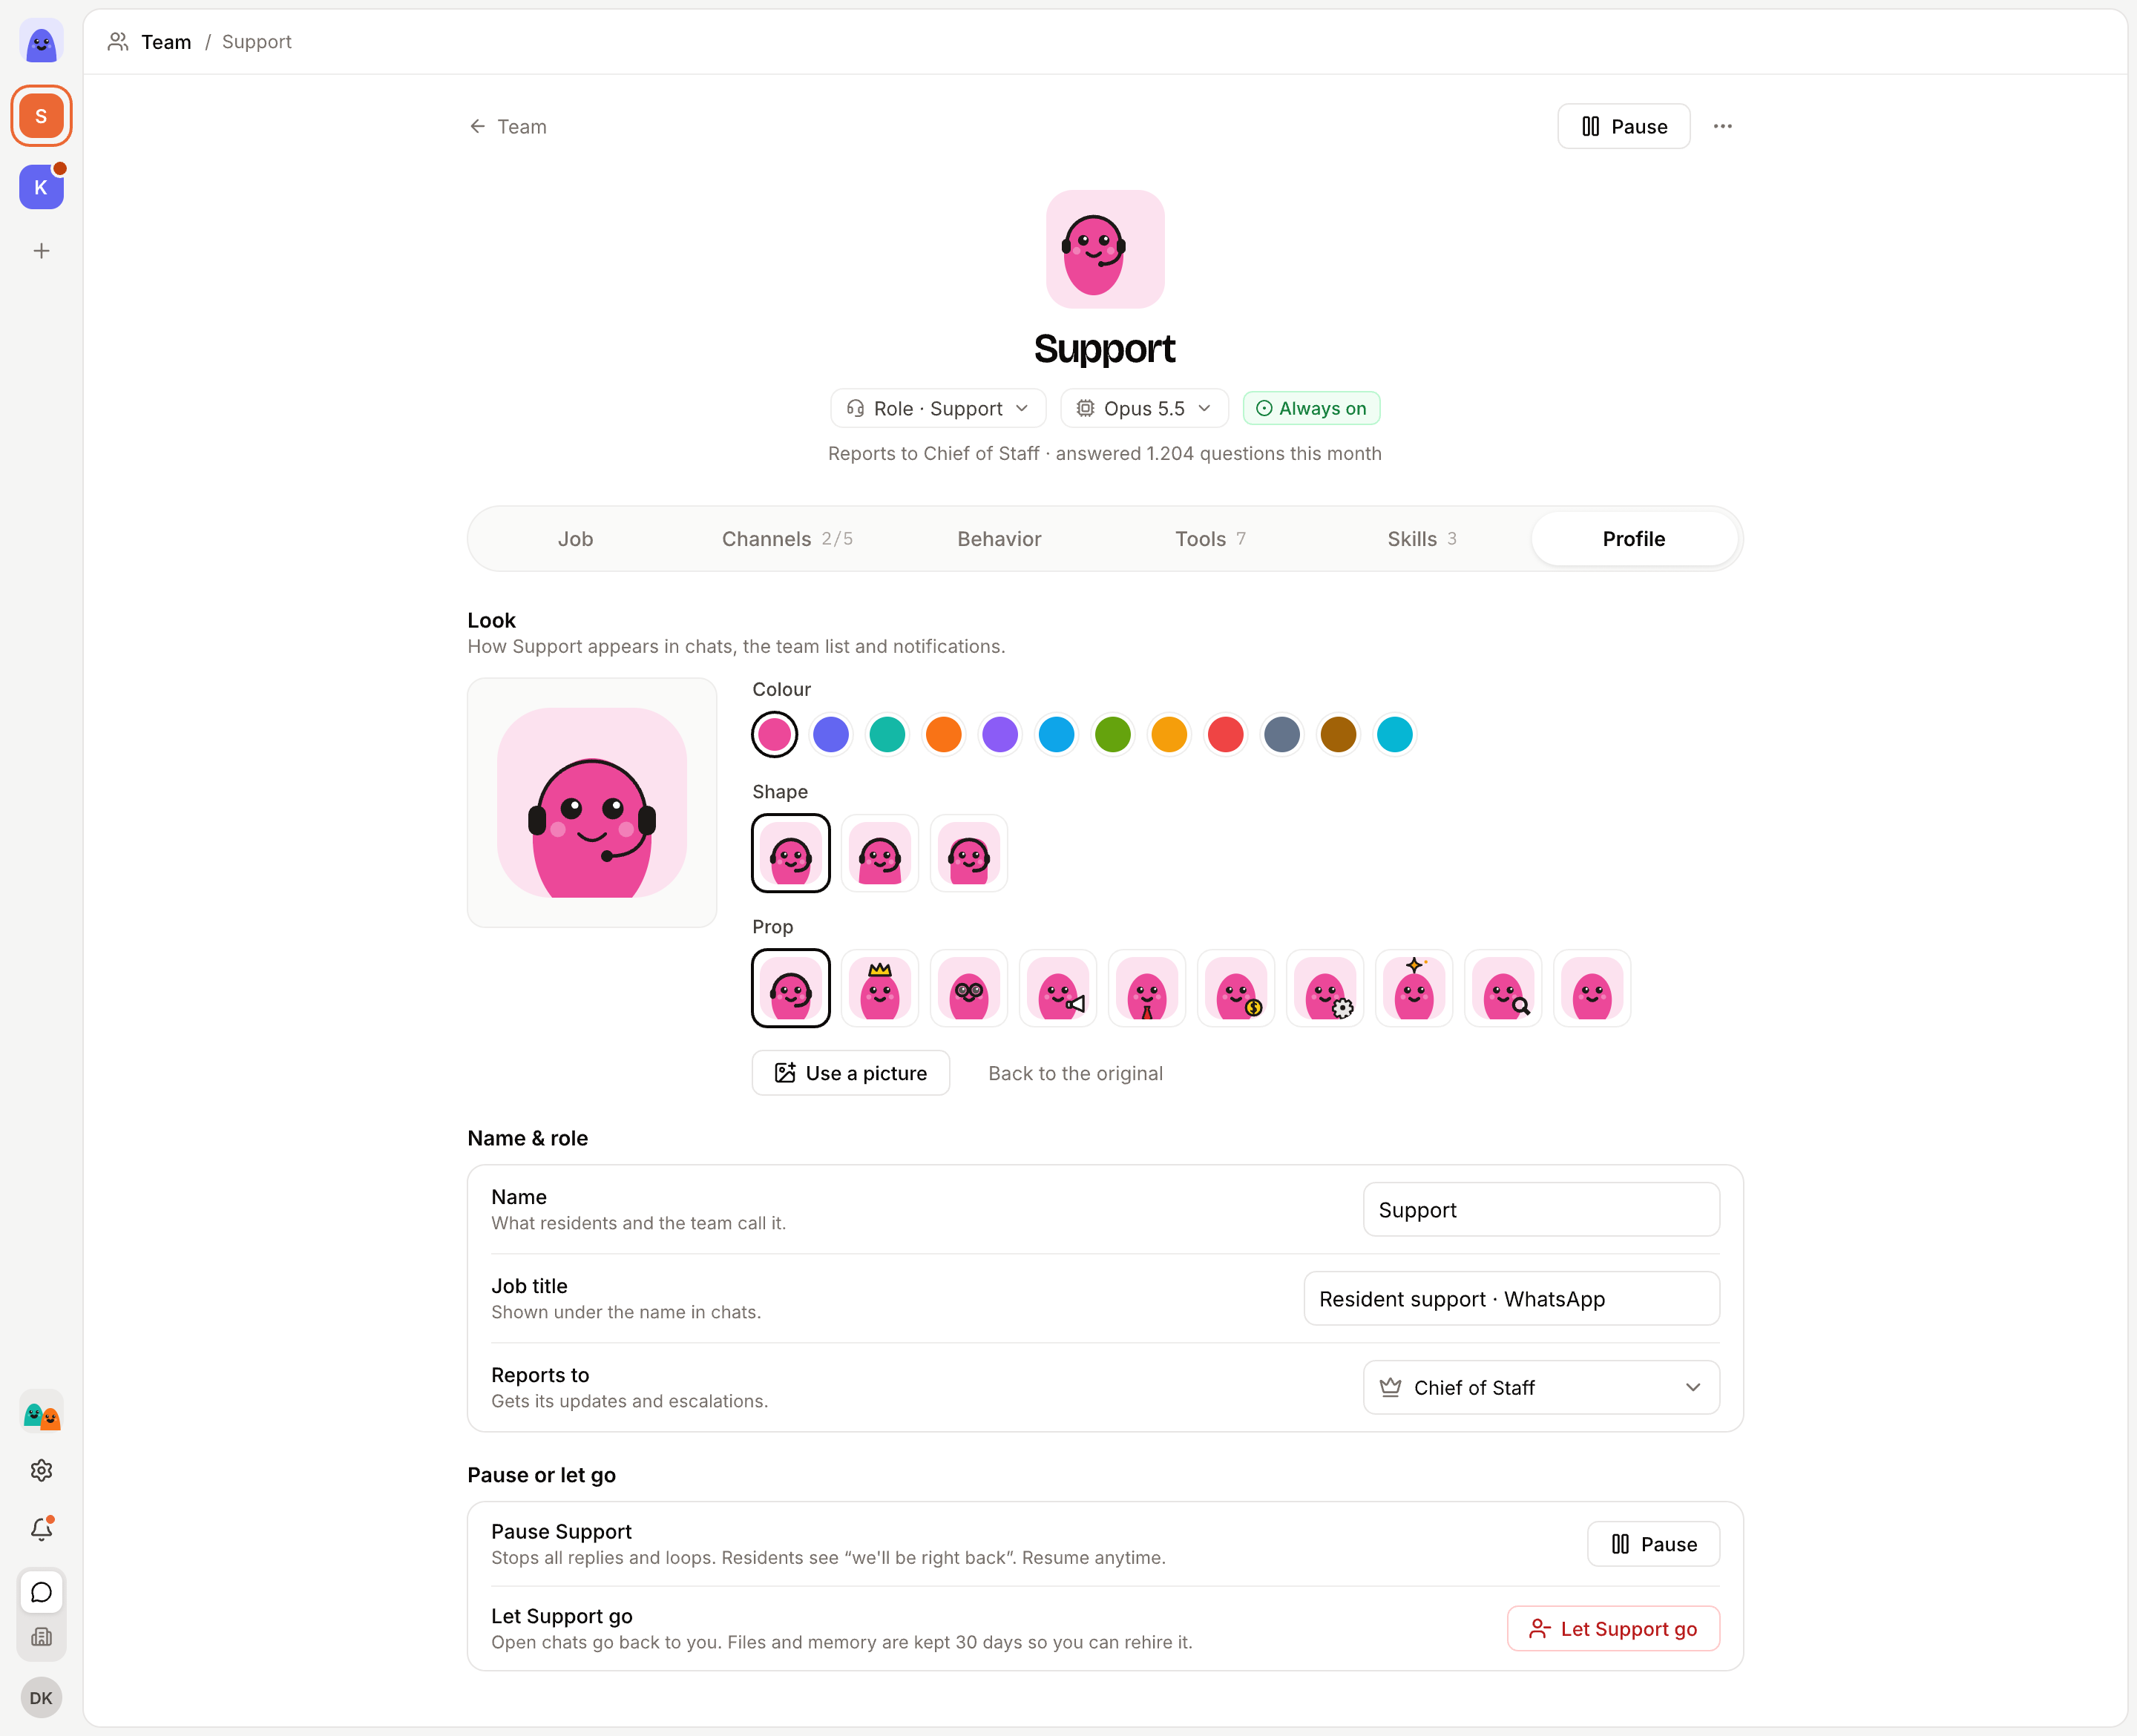 Team / Support
S
K
Team
Pause
Support
Role · Support
Opus 5.5
Always on
Reports to Chief of Staff · answered 1.204 questions this month
Job
Channels 2/5
Behavior
Tools 7
Skills 3
Profile
Look
How Support appears in chats, the team list and notifications.
Colour
Shape
Prop
$
Use a picture
Back to the original
Name & role
Name
What residents and the team call it.
Support
Job title
Shown under the name in chats.
Resident support · WhatsApp
Reports to
Gets its updates and escalations.
Chief of Staff
Pause or let go
Pause Support
Stops all replies and loops. Residents see “we'll be right back”. Resume anytime.
Pause
Let Support go
Open chats go back to you. Files and memory are kept 30 days so you can rehire it.
Let Support go
DK